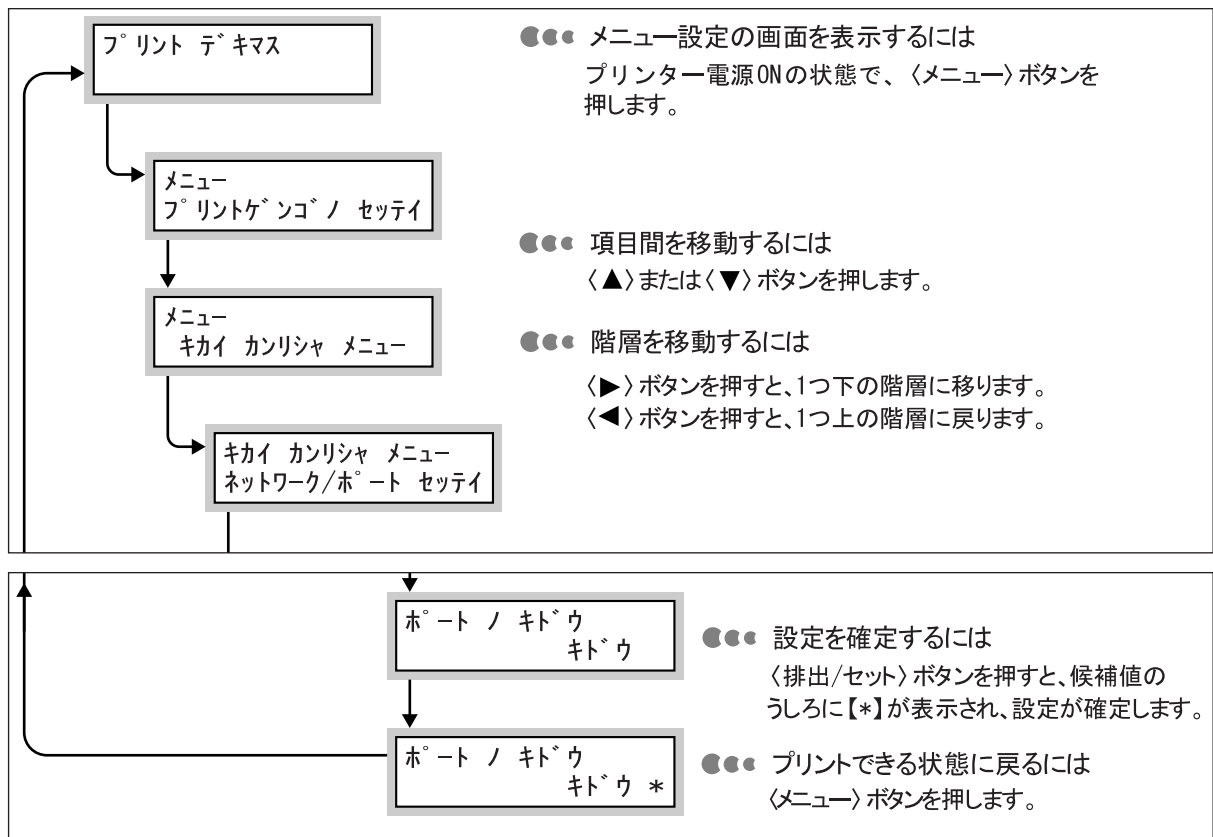 プリント デキマス
メニュー設定の画面を表示するには
プリンター電源ONの状態で、〈メニュー〉ボタンを
押します。
メニュー
プリントゲンゴノ セッテイ
項目間を移動するには
〈▲〉または〈▼〉ボタンを押します。
メニュー
キカイ カンリシャ メニュー
階層を移動するには
〈▶〉ボタンを押すと、1つ下の階層に移ります。
〈◀〉ボタンを押すと、1つ上の階層に戻ります。
キカイ カンリシャ メニュー
ネットワーク/ポート セッテイ
ポート ノ キドウ
キドウ
設定を確定するには
〈排出/セット〉ボタンを押すと、候補値の
うしろに【*】が表示され、設定が確定します。
ポート ノ キドウ
キドウ *
プリントできる状態に戻るには
〈メニュー〉ボタンを押します。